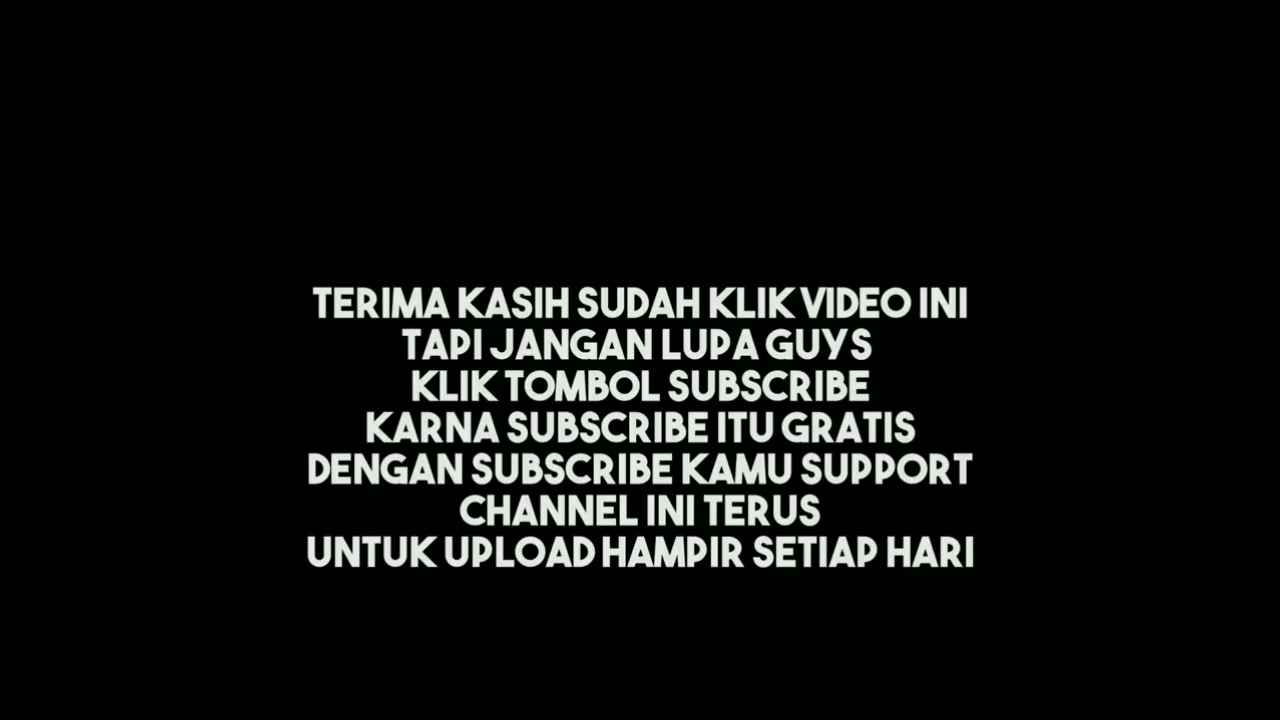 TERIMA KASIH SUDAH KLIK VIDEO INI
TAPI JANGAN LUPA GUYS
KLIK TOMBOL SUBSCRIBE
KARNA SUBSCRIBE ITU GRATIS
DENGAN SUBSCRIBE KAMU SUPPORT
CHANNEL INI TERUS
UNTUK UPLOAD HAMPIR SETIAP HARI